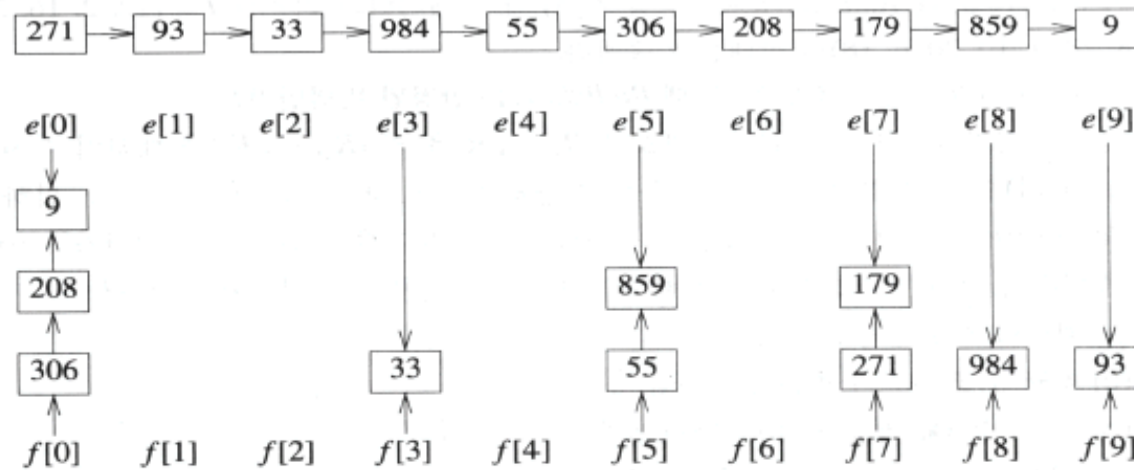 271 93 33 984 55 306 208 179 859 9
e[0] e[1] e[2] e[3] e[4] e[5] e[6] e[7] e[8] e[9]
9
208 859 179
306 33 55 271 984 93
f[0] f[1] f[2] f[3] f[4] f[5] f[6] f[7] f[8] f[9]